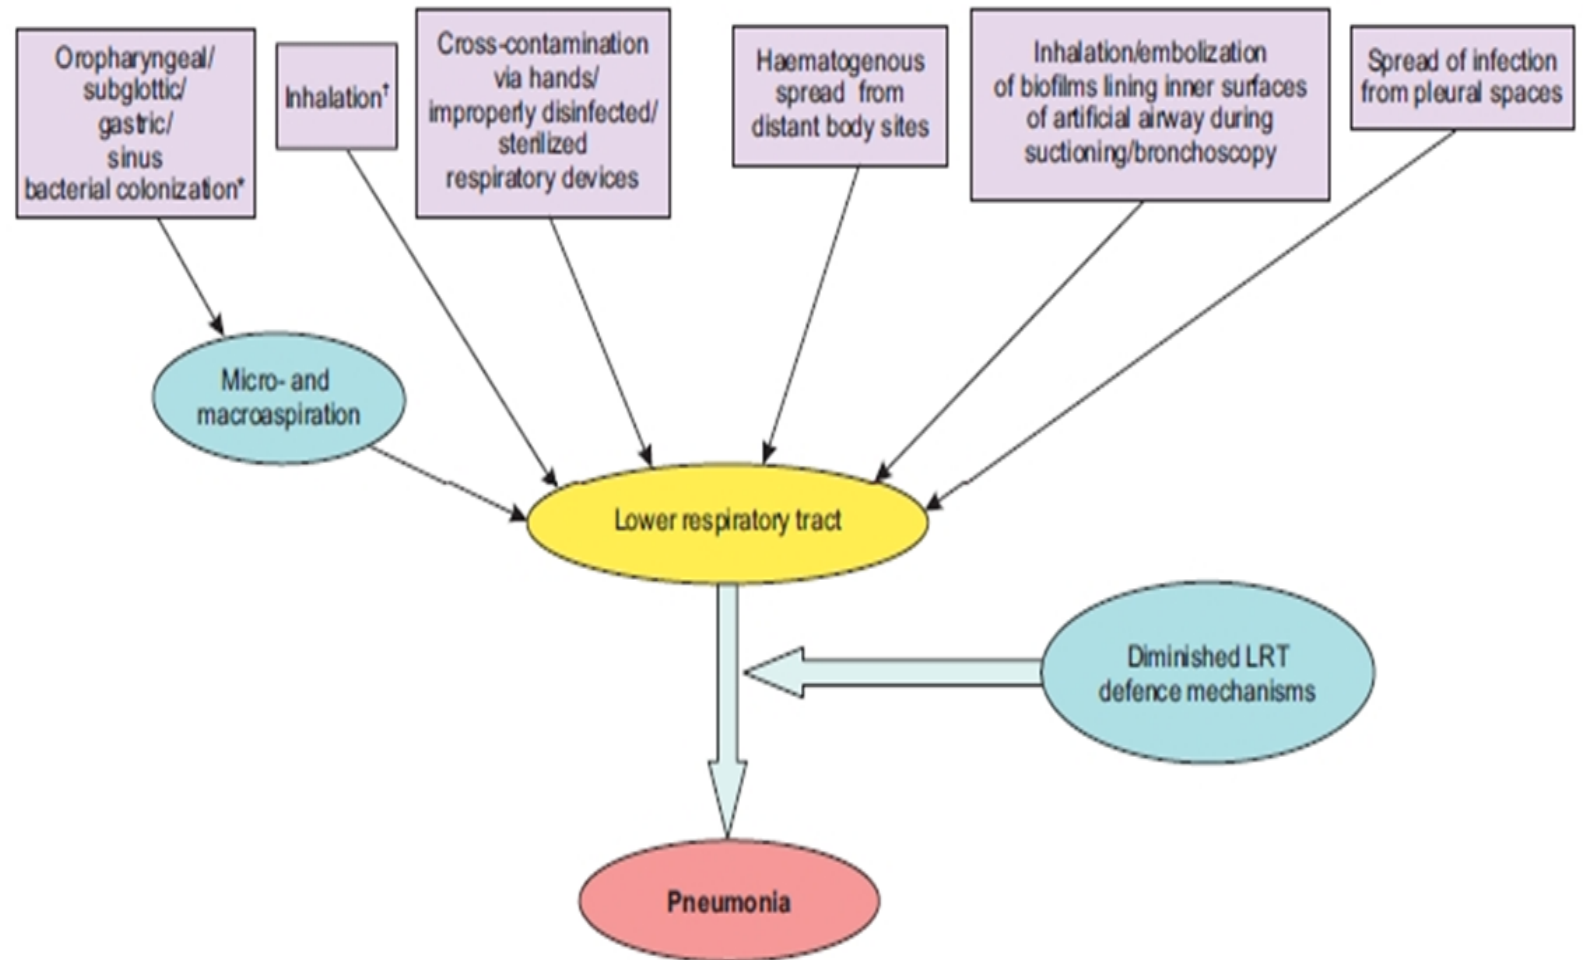 Oropharyngeal/
subglottic/
gastric/
sinus
bacterial colonization*
Inhalation†
Cross-contamination
via hands/
improperly disinfected/
sterilized
respiratory devices
Haematogenous
spread from
distant body sites
Inhalation/embolization
of biofilms lining inner surfaces
of artificial airway during
suctioning/bronchoscopy
Spread of infection
from pleural spaces
Micro- and
macroaspiration
Lower respiratory tract
Diminished LRT
defence mechanisms
Pneumonia